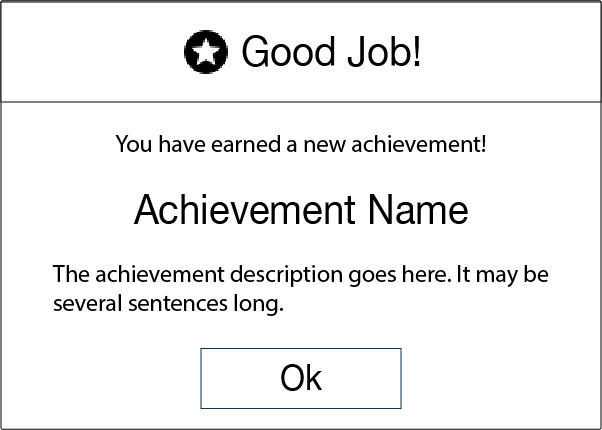 Good Job!
You have earned a new achievement!
Achievement Name
The achievement description goes here. It may be
several sentences long.
Ok